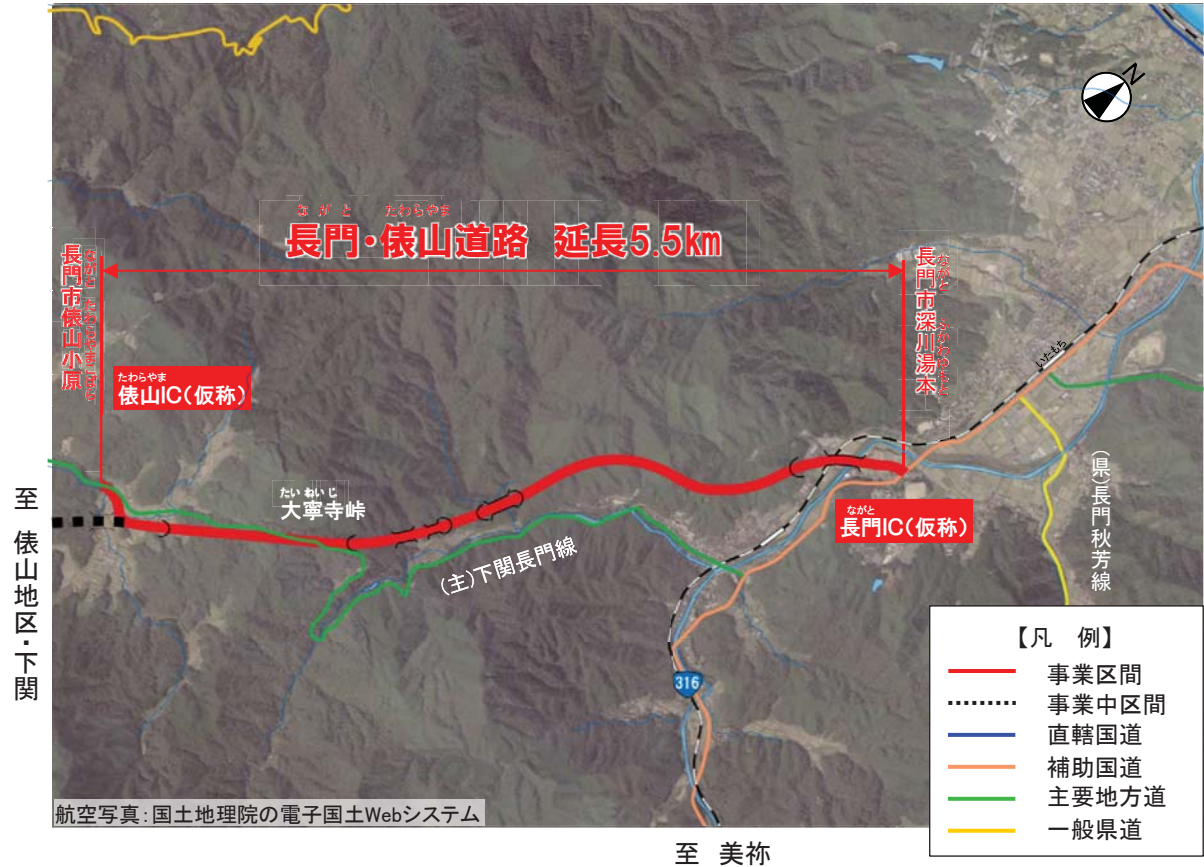 N
ながと たわらやま
長門・俵山道路 延長5.5km
ながと たわらやまこばら
長門市俵山小原
ながと ふかわゆもと
長門市深川湯本
たわらやま
俵山IC(仮称)
いたもち
たいねいじ
大寧寺峠
ながと
長門IC(仮称)
(主)下関長門線
(県)長門秋芳線
至 俵山地区・下関
316
【凡 例】
事業区間
事業中区間
直轄国道
補助国道
主要地方道
一般県道
航空写真:国土地理院の電子国土Webシステム
至 美祢